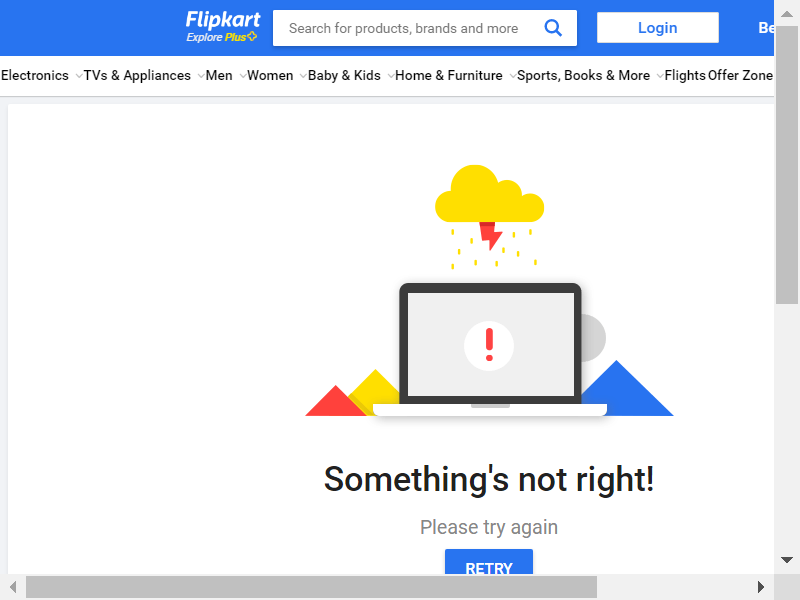 Flipkart
Explore Plus
Search for products, brands and more
Login
Be
Electronics
TVs & Appliances
Men
Women
Baby & Kids
Home & Furniture
Sports, Books & More
Flights
Offer Zone
!
Something's not right!
Please try again
RETRY